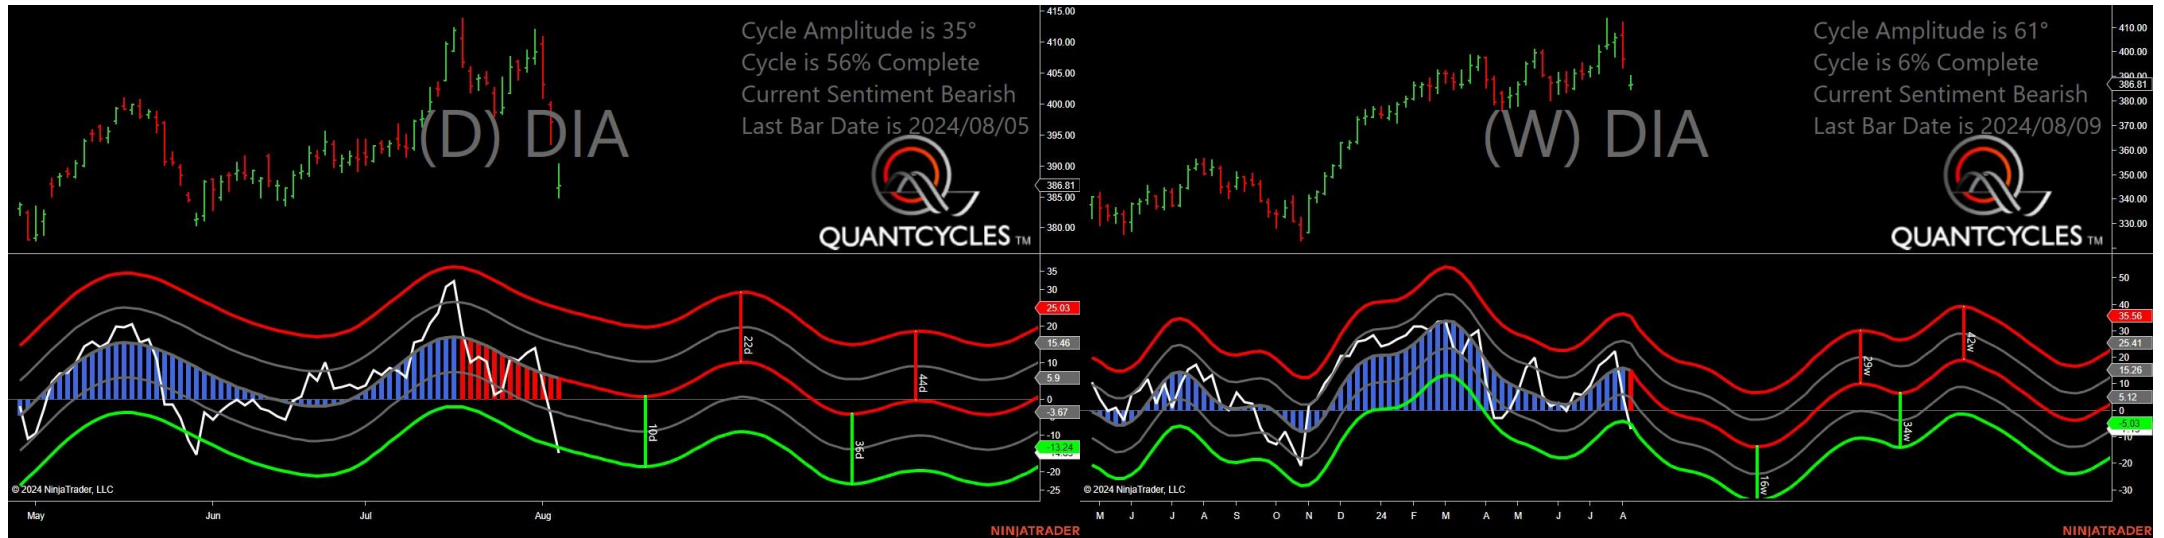 415.00
Cycle Amplitude is 35°
410.00
Cycle is 56% Complete
405.00
Current Sentiment Bearish
400.00
(D) DIA
Last Bar Date is 2024/08/05
395.00
390.00
386.81
385.00
QUANTCYCLES TM
380.00
35
30
25.03
20
15.46
10
5.9
0
-3.67
-10
-13.24
-20
-25
22d
44d
10d
36d
© 2024 NinjaTrader, LLC
May Jun Jul Aug
NINJATRADER
Cycle Amplitude is 61°
410.00
400.00
Cycle is 6% Complete
390.00
386.81
Current Sentiment Bearish
380.00
(W) DIA
Last Bar Date is 2024/08/09
370.00
360.00
350.00
340.00
QUANTCYCLES TM
330.00
50
40
35.56
30
25.41
20
15.26
10
5.12
0
-5.03
-10
-20
-30
29w
42w
34w
16w
© 2024 NinjaTrader, LLC
M J J A S O N D 24 F M A M J J A
NINJATRADER